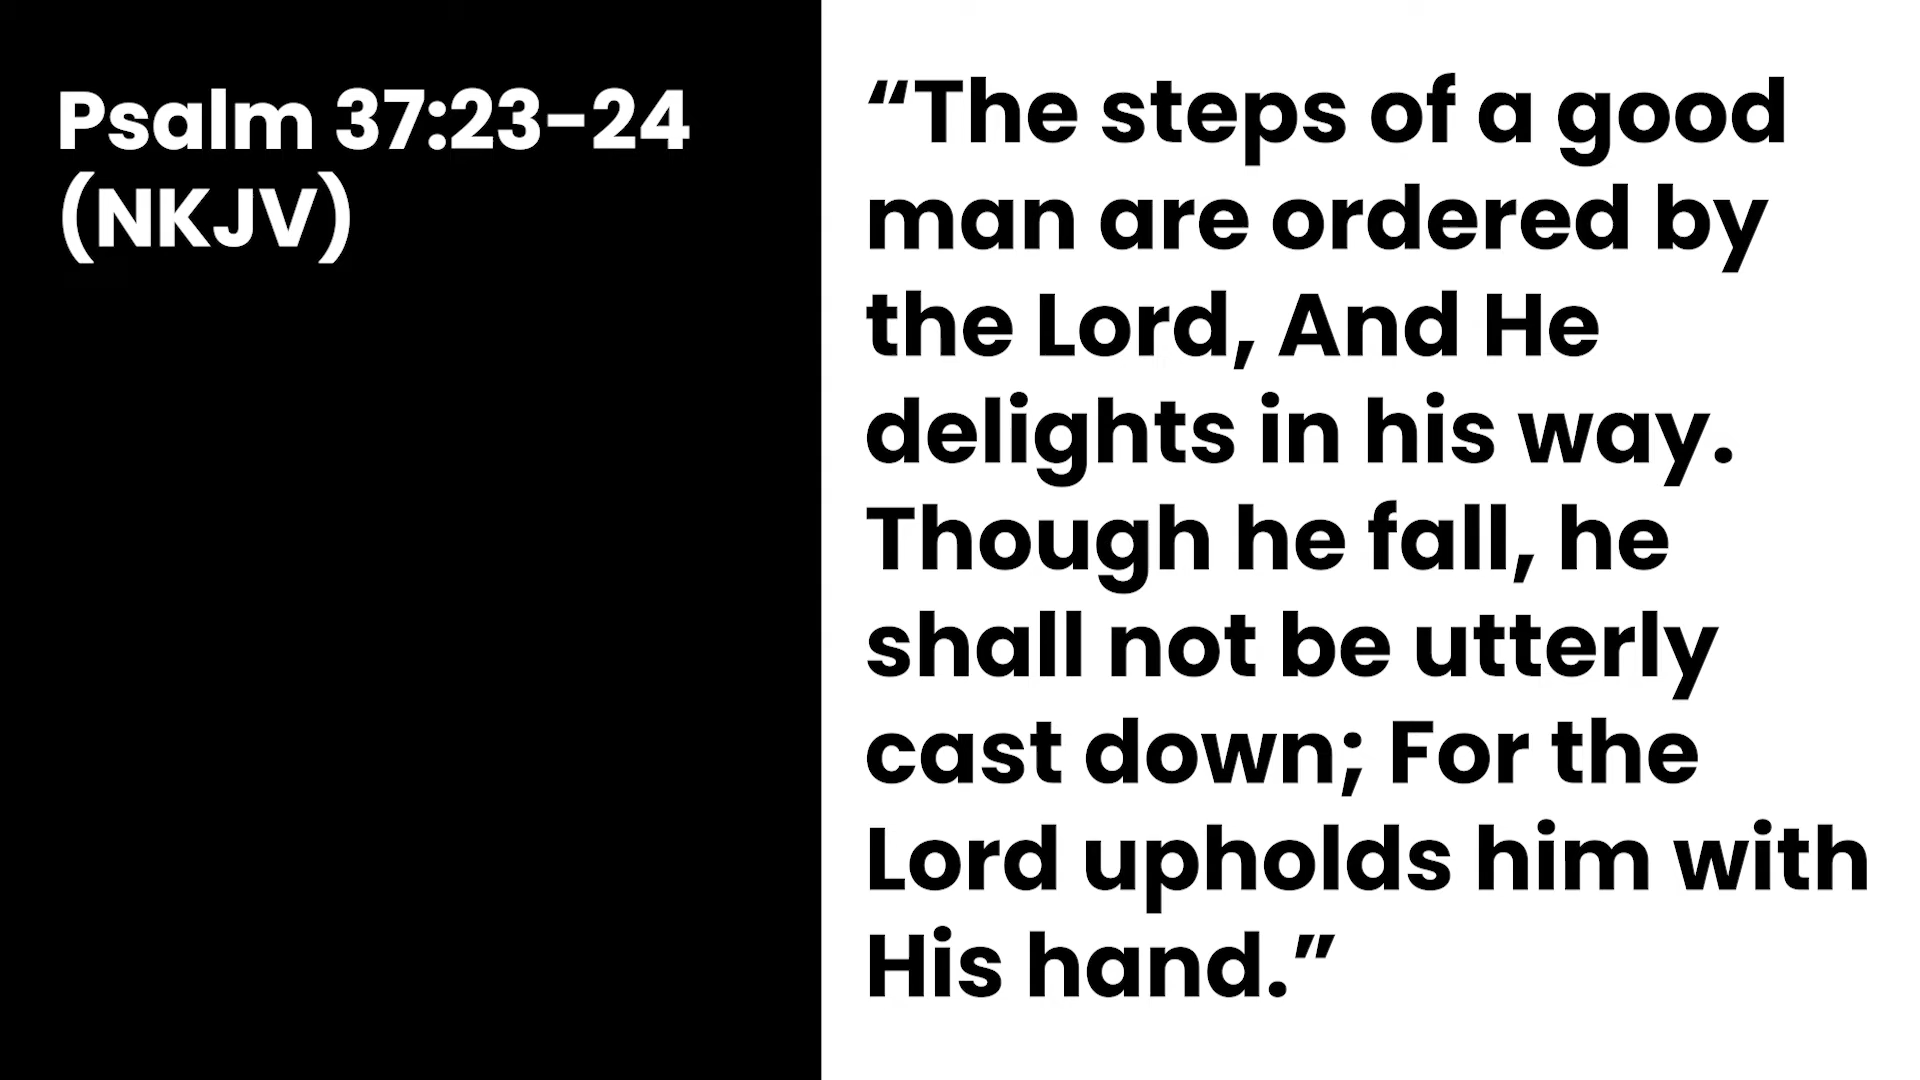 Psalm 37:23-24
(NKJV)
“The steps of a good
man are ordered by
the Lord, And He
delights in his way.
Though he fall, he
shall not be utterly
cast down; For the
Lord upholds him with
His hand.”